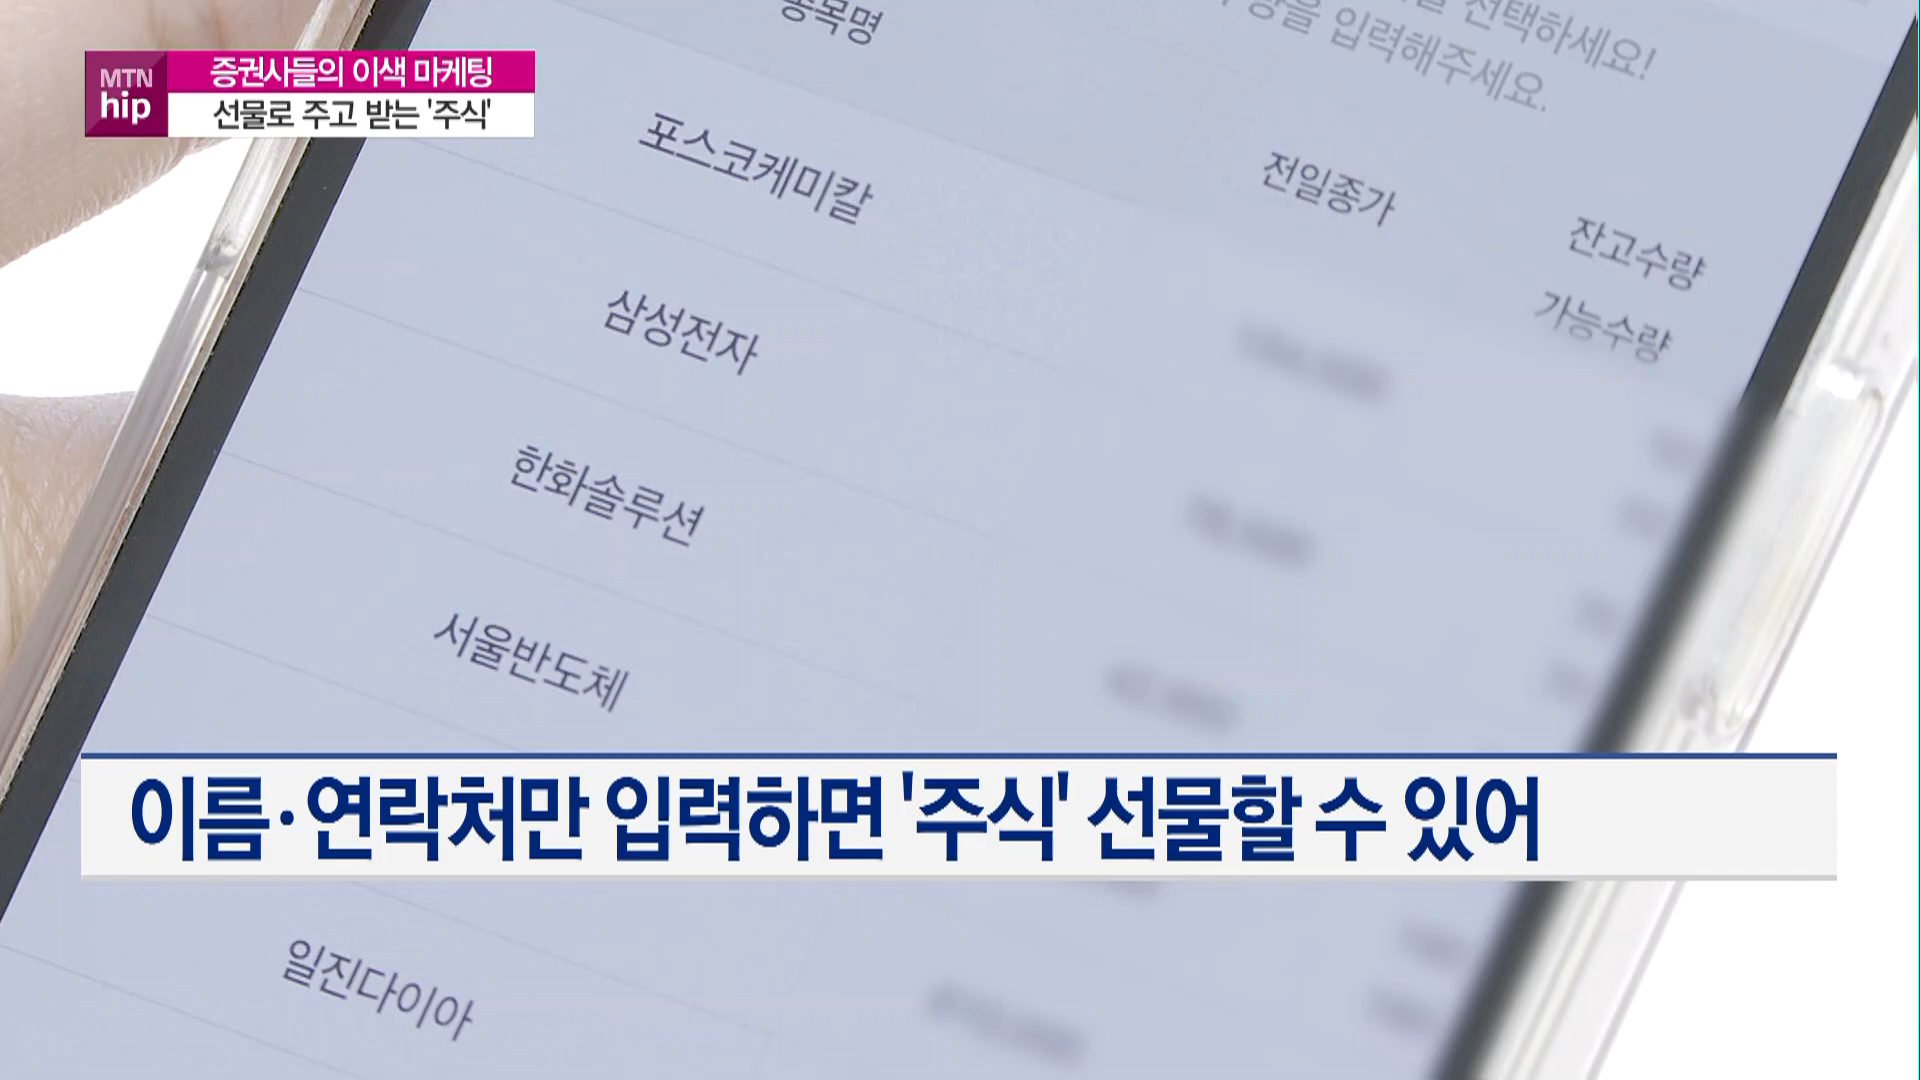 MTN
hip
증권사들의 이색 마케팅
선물로 주고 받는 '주식'
종목명
선택하세요!
입력해주세요.
전일종가
잔고수량
가능수량
포스코케미칼
삼성전자
한화솔루션
서울반도체
이름·연락처만 입력하면 '주식' 선물할 수 있어
일진다이아